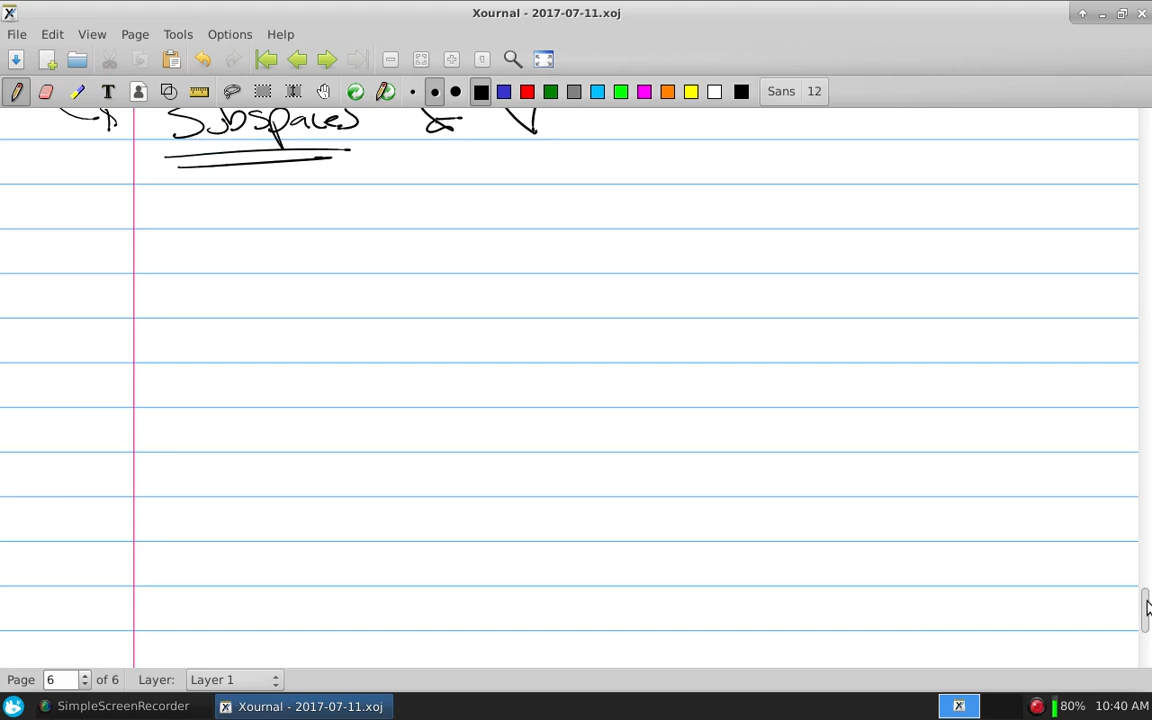 Xournal - 2017-07-11.xoj
File Edit View Page Tools Options Help
Sans 12
Subspaces
Page 6 of 6 Layer: Layer 1
SimpleScreenRecorder Xournal - 2017-07-11.xoj 80% 10:40 AM